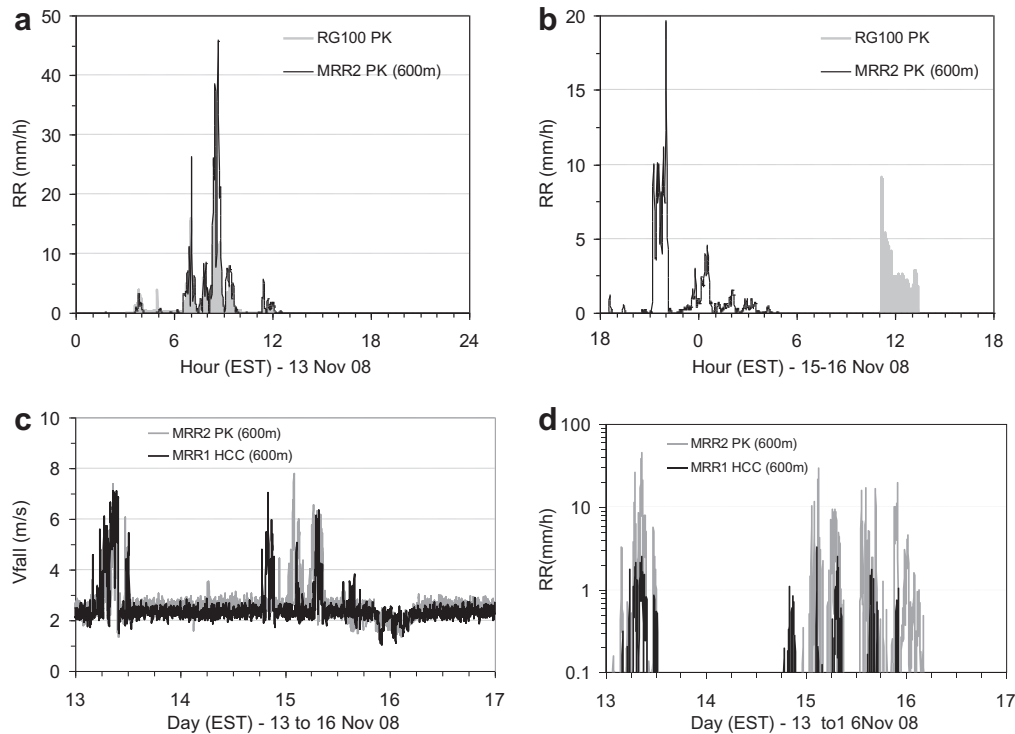 a
50
40
30
20
10
0
RR (mm/h)
RG100 PK
MRR2 PK (600m)
0 6 12 18 24
Hour (EST) - 13 Nov 08
b
20
15
10
5
0
RR (mm/h)
RG100 PK
MRR2 PK (600m)
18 0 6 12 18
Hour (EST) - 15-16 Nov 08
c
10
8
6
4
2
0
Vfall (m/s)
MRR2 PK (600m)
MRR1 HCC (600m)
13 14 15 16 17
Day (EST) - 13 to 16 Nov 08
d
100
10
1
0.1
RR(mm/h)
MRR2 PK (600m)
MRR1 HCC (600m)
13 14 15 16 17
Day (EST) - 13 to1 6Nov 08